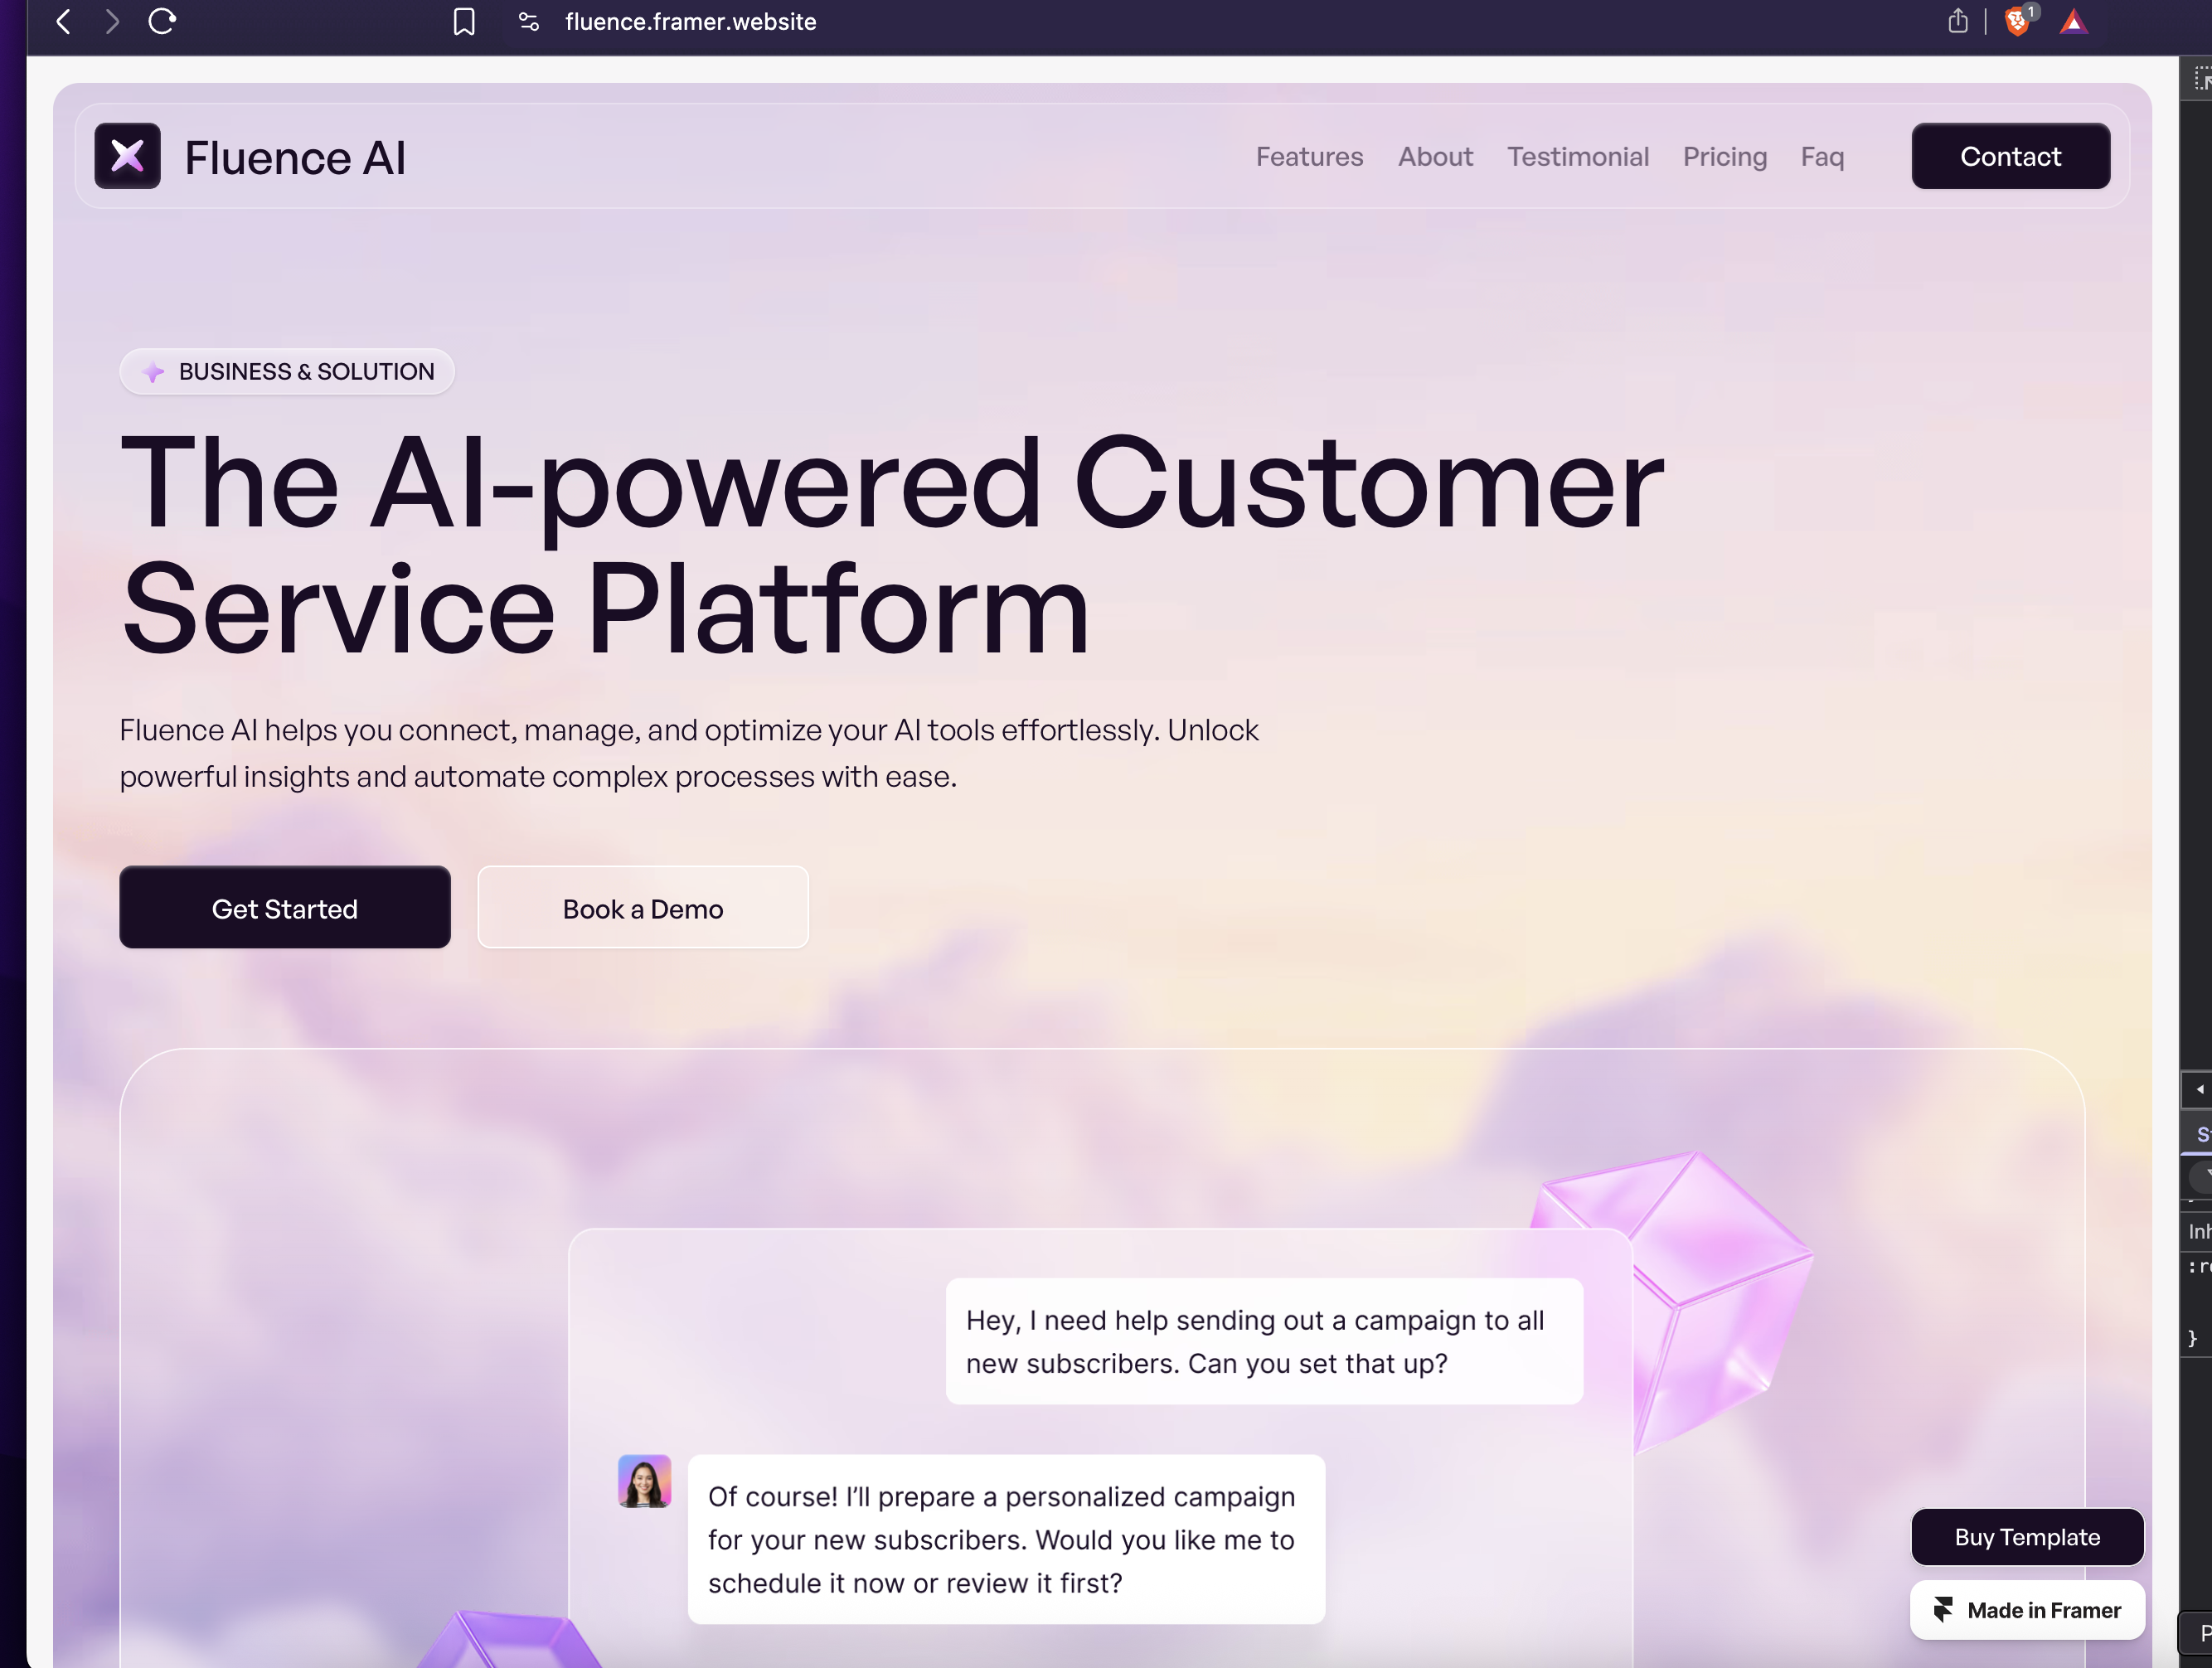 fluence.framer.website
1
Fluence AI
Features
About
Testimonial
Pricing
Faq
Contact
BUSINESS & SOLUTION
The AI-powered Customer
Service Platform
Fluence AI helps you connect, manage, and optimize your AI tools effortlessly. Unlock
powerful insights and automate complex processes with ease.
Get Started
Book a Demo
Hey, I need help sending out a campaign to all
new subscribers. Can you set that up?
Of course! I’ll prepare a personalized campaign
for your new subscribers. Would you like me to
schedule it now or review it first?
Buy Template
Made in Framer
}